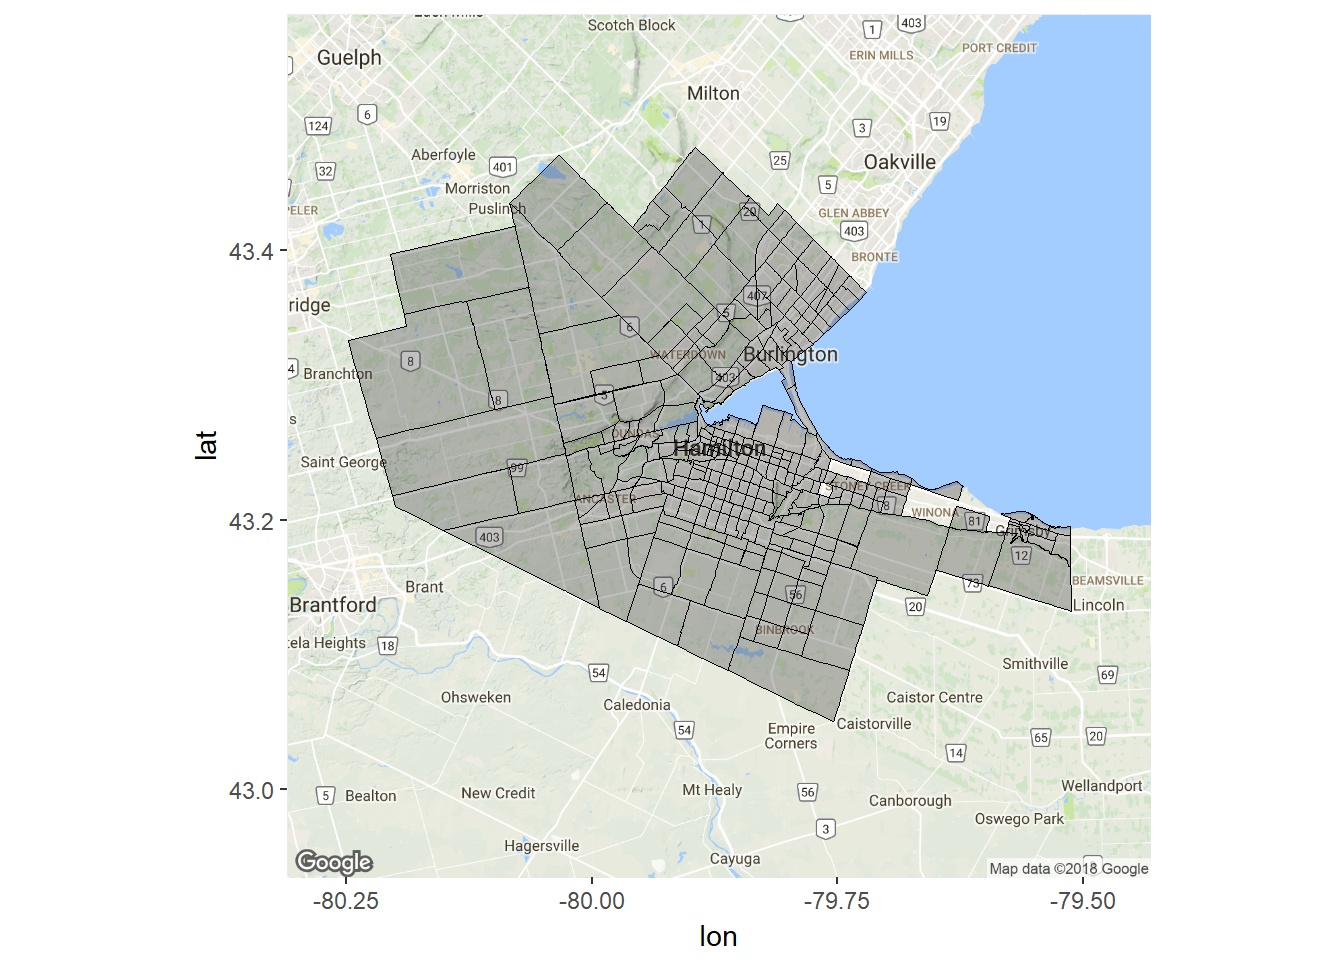 Scotch Block
403
1
ERIN MILLS
PORT CREDIT
Guelph
Milton
6
124
19
3
Aberfoyle
401
25
Oakville
32
Morriston
5
Puslinch
20
GLEN ABBEY
PELER
1
403
43.4
BRONTE
407
ridge
5
6
WATERDOWN
Burlington
8
4
Branchton
403
5
8
s
DUNDAS
Hamilton
Saint George
99
STONEY CREEK
ANCASTER
8
WINONA
43.2
81
Grimsby
403
12
73
BEAMSVILLE
Brant
6
56
Brantford
20
Lincoln
BINBROOK
tela Heights
18
Smithville
54
69
Ohsweken
Caledonia
Caistor Centre
Empire
Corners
Caistorville
54
65
20
14
43.0
5
Bealton
New Credit
Mt Healy
56
Wellandport
Canborough
Oswego Park
3
Hagersville
Cayuga
Google
Map data ©2018 Google
-80.25
-80.00
-79.75
-79.50
lon
lat